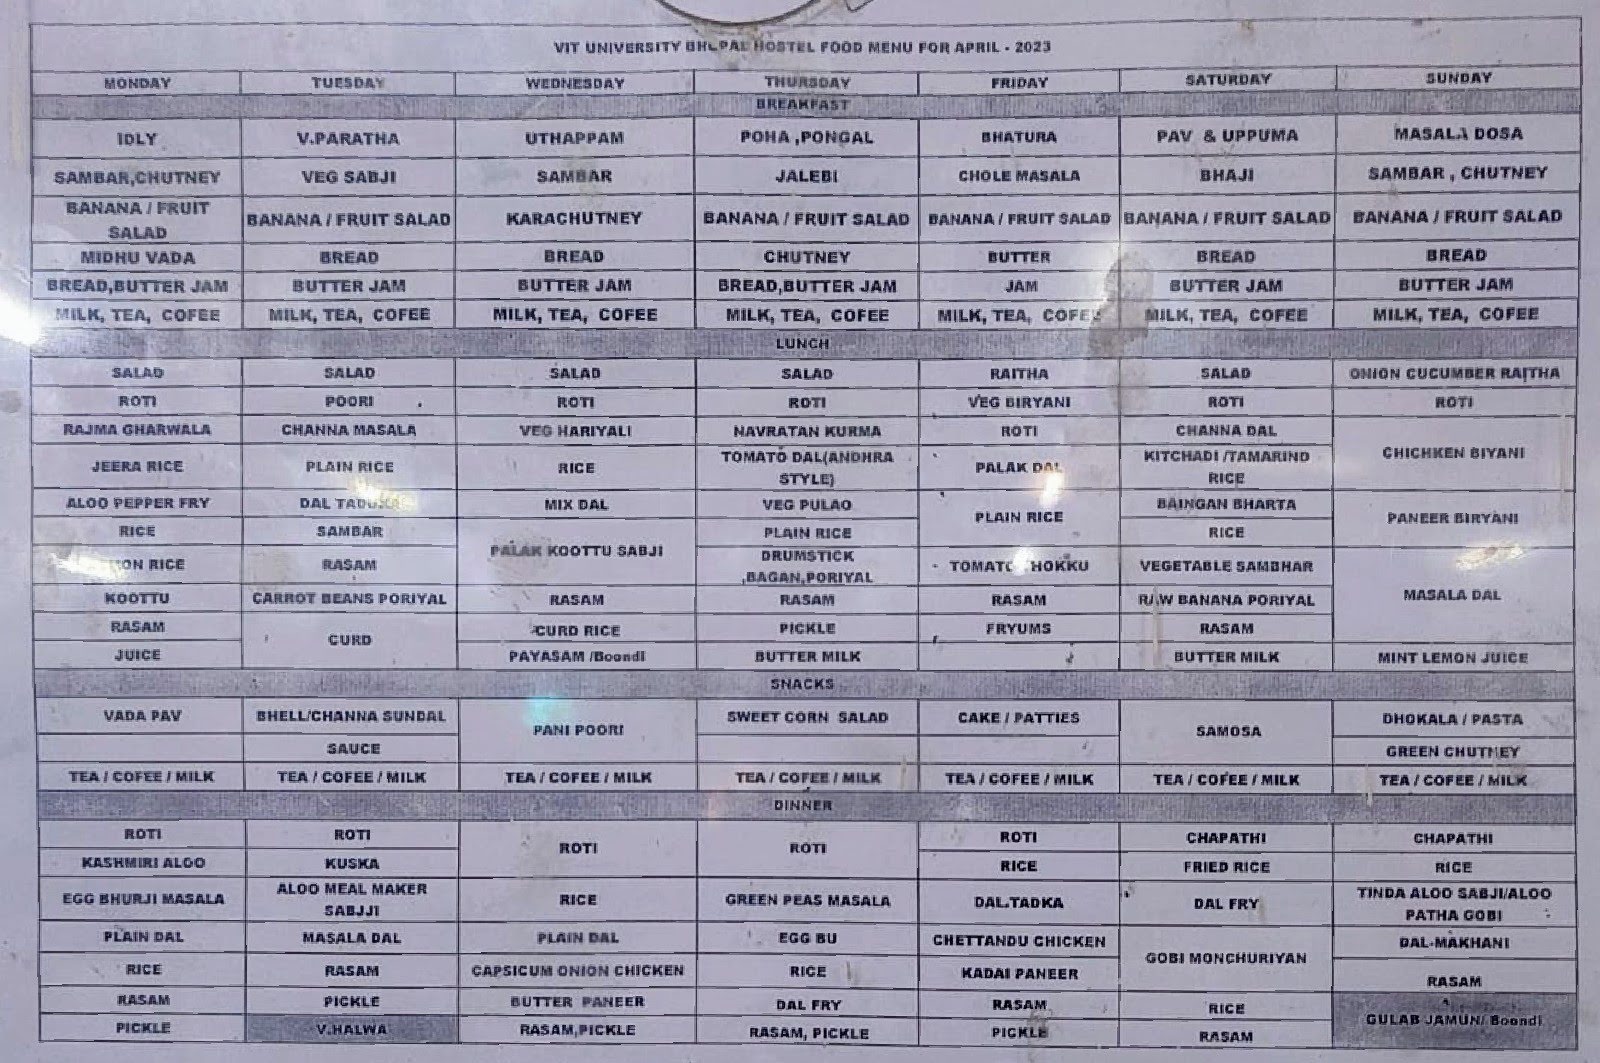 VIT UNIVERSITY BHOPAL HOSTEL FOOD MENU FOR APRIL - 2023
MONDAY TUESDAY WEDNESDAY THURSDAY FRIDAY SATURDAY SUNDAY
BREAKFAST
IDLY V.PARATHA UTHAPPAM POHA ,PONGAL BHATURA PAV & UPPUMA MASALA DOSA
SAMBAR,CHUTNEY VEG SABJI SAMBAR JALEBI CHOLE MASALA BHAJI SAMBAR , CHUTNEY
BANANA / FRUIT
SALAD BANANA / FRUIT SALAD KARACHUTNEY BANANA / FRUIT SALAD BANANA / FRUIT SALAD BANANA / FRUIT SALAD BANANA / FRUIT SALAD
MIDHU VADA BREAD BREAD CHUTNEY BUTTER BREAD BREAD
BREAD,BUTTER JAM BUTTER JAM BUTTER JAM BREAD,BUTTER JAM JAM BUTTER JAM BUTTER JAM
MILK, TEA, COFEE MILK, TEA, COFEE MILK, TEA, COFEE MILK, TEA, COFEE MILK, TEA, COFEE MILK, TEA, COFEE MILK, TEA, COFEE
LUNCH
SALAD SALAD SALAD SALAD RAITHA SALAD ONION CUCUMBER RAITHA
ROTI POORI ROTI ROTI VEG BIRYANI ROTI ROTI
RAJMA GHARWALA CHANNA MASALA VEG HARIYALI NAVRATAN KURMA ROTI CHANNA DAL CHICHKEN BIYANI
JEERA RICE PLAIN RICE RICE TOMATO DAL(ANDHRA
STYLE) PALAK DAL KITCHADI /TAMARIND
RICE
ALOO PEPPER FRY DAL MIX DAL VEG PULAO PLAIN RICE BAINGAN BHARTA PANEER BIRYANI
RICE SAMBAR PALAK KOOTTU SABJI PLAIN RICE RICE
RICE RASAM DRUMSTICK
,BAGAN,PORIYAL TOMATO VEGETABLE SAMBHAR MASALA DAL
KOOTTU CARROT BEANS PORIYAL RASAM RASAM RASAM RAW BANANA PORIYAL
RASAM CURD CURD RICE PICKLE FRYUMS RASAM
JUICE PAYASAM /Boondi BUTTER MILK BUTTER MILK MINT LEMON JUICE
SNACKS
VADA PAV BHELL/CHANNA SUNDAL PANI POORI SWEET CORN SALAD CAKE / PATTIES SAMOSA DHOKALA / PASTA
SAUCE GREEN CHUTNEY
TEA / COFEE / MILK TEA / COFEE / MILK TEA / COFEE / MILK TEA / COFEE / MILK TEA / COFEE / MILK TEA / COFEE / MILK TEA / COFEE / MILK
DINNER
ROTI ROTI ROTI ROTI ROTI CHAPATHI CHAPATHI
KASHMIRI ALOO KUSKA RICE FRIED RICE RICE
EGG BHURJI MASALA ALOO MEAL MAKER
SABJJI RICE GREEN PEAS MASALA DAL.TADKA DAL FRY TINDA ALOO SABJI/ALOO
PATHA GOBI
PLAIN DAL MASALA DAL PLAIN DAL EGG BU CHETTANDU CHICKEN GOBI MONCHURIYAN DAL-MAKHANI
RICE RASAM CAPSICUM ONION CHICKEN RICE KADAI PANEER RASAM
RASAM PICKLE BUTTER PANEER DAL FRY RASAM RICE GULAB JAMUN/ Boondi
PICKLE V.HALWA RASAM,PICKLE RASAM, PICKLE PICKLE RASAM